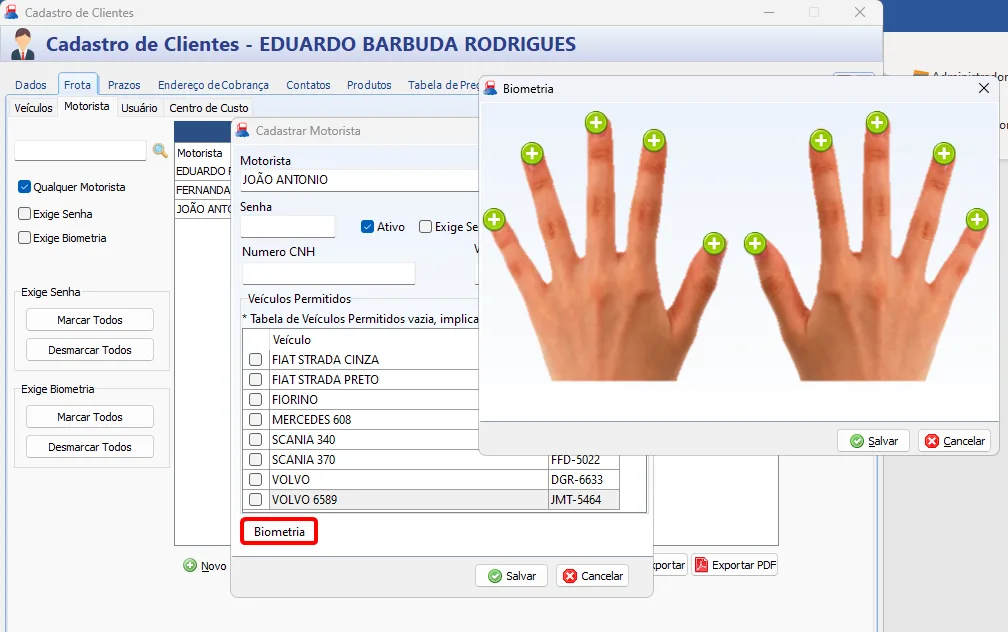 Cadastro de Clientes
Cadastro de Clientes - EDUARDO BARBUDA RODRIGUES
Administrador
Dados Frota Prazos Endereço de Cobrança Contatos Produtos Tabela de Preç
Veículos Motorista Usuário Centro de Custo
Qualquer Motorista
Exige Senha
Exige Biometria
Exige Senha
Marcar Todos
Desmarcar Todos
Exige Biometria
Marcar Todos
Desmarcar Todos
Motorista
EDUARDO
FERNANDA
JOÃO ANTO
Novo
Exportar PDF
Cadastrar Motorista
Motorista
JOÃO ANTONIO
Senha
Ativo Exige Se
Numero CNH
Veículos Permitidos
* Tabela de Veículos Permitidos vazia, implica
Veículo
FIAT STRADA CINZA
FIAT STRADA PRETO
FIORINO
MERCEDES 608
SCANIA 340
SCANIA 370 FFD-5022
VOLVO DGR-6633
VOLVO 6589 JMT-5464
Biometria
Salvar Cancelar
Biometria
Salvar Cancelar